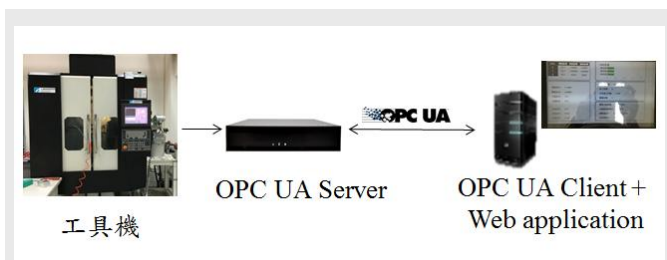 OPC UA
OPC UA Server
OPC UA Client+
Web application
工具機